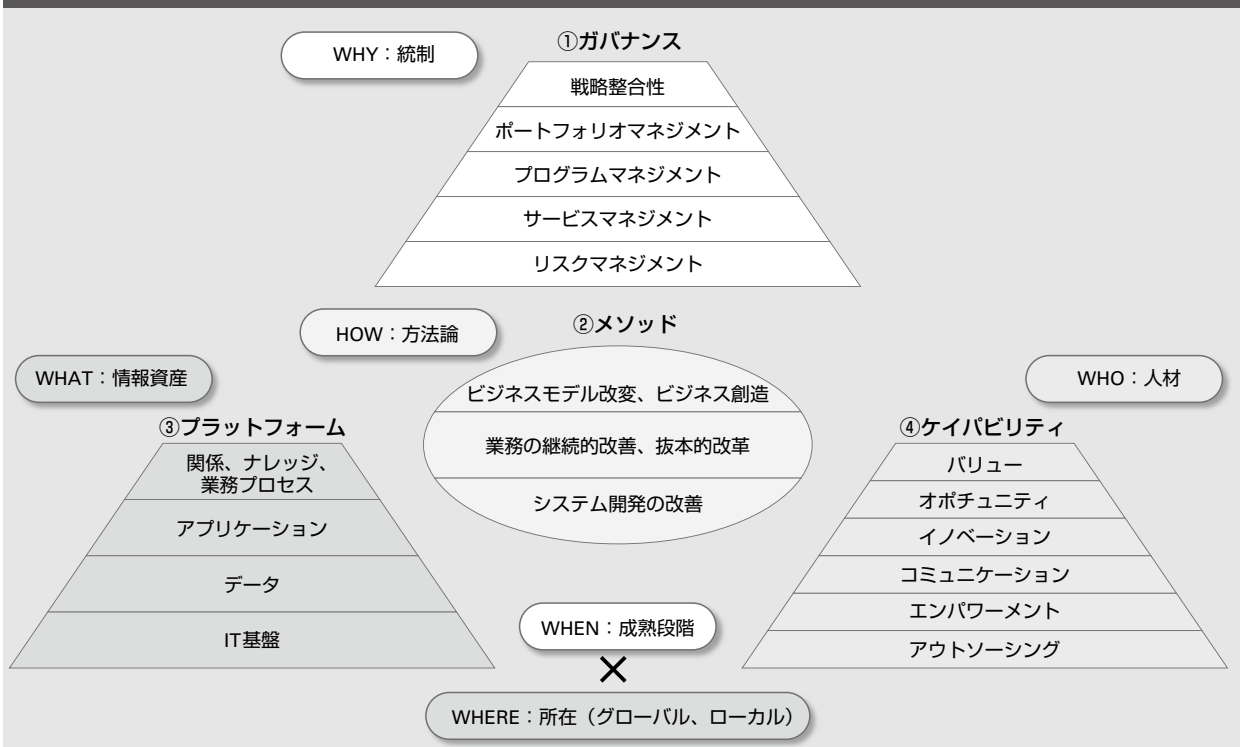 WHY：統制
①ガバナンス
戦略整合性
ポートフォリオマネジメント
プログラムマネジメント
サービスマネジメント
リスクマネジメント
HOW：方法論
②メソッド
ビジネスモデル改変、ビジネス創造
業務の継続的改善、抜本的改革
システム開発の改善
WHAT：情報資産
③プラットフォーム
関係、ナレッジ、
業務プロセス
アプリケーション
データ
IT基盤
WHO：人材
④ケイパビリティ
バリュー
オポチュニティ
イノベーション
コミュニケーション
エンパワーメント
アウトソーシング
WHEN：成熟段階
×
WHERE：所在（グローバル、ローカル）